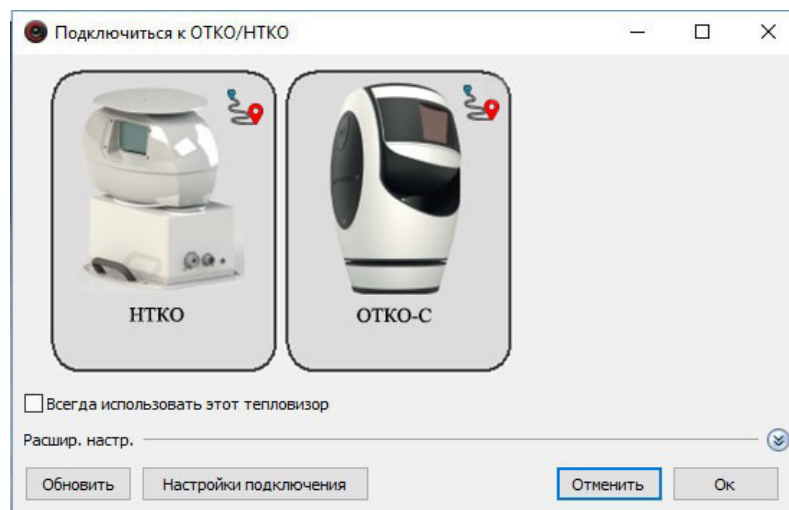 Подключиться к ОТКО/НТКО
НТКО
ОТКО-С
Всегда использовать этот тепловизор
Расшир. настр.
Обновить
Настройки подключения
Отменить
Ок